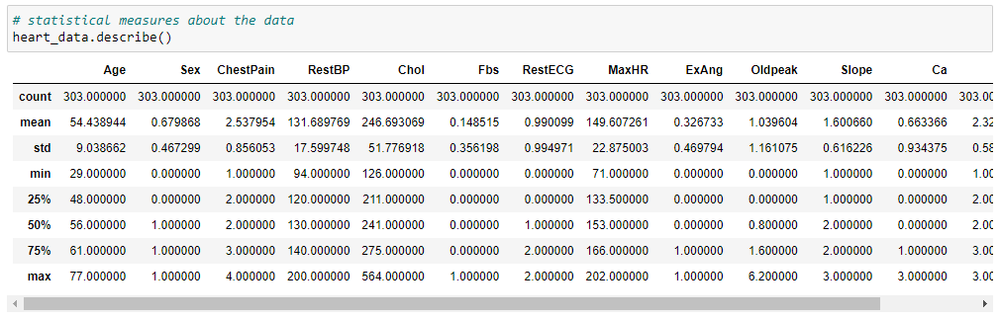 # statistical measures about the data
heart_data.describe()
Age Sex ChestPain RestBP Chol Fbs RestECG MaxHR ExAng Oldpeak Slope Ca
count 303.000000 303.000000 303.000000 303.000000 303.000000 303.000000 303.000000 303.000000 303.000000 303.000000 303.000000 303.000000 303.00
mean 54.438944 0.679868 2.537954 131.689769 246.693069 0.148515 0.990099 149.607261 0.326733 1.039604 1.600660 0.663366 2.32
std 9.038662 0.467299 0.856053 17.599748 51.776918 0.356198 0.994971 22.875003 0.469794 1.161075 0.616226 0.934375 0.58
min 29.000000 0.000000 1.000000 94.000000 126.000000 0.000000 0.000000 71.000000 0.000000 0.000000 1.000000 0.000000 1.00
25% 48.000000 0.000000 2.000000 120.000000 211.000000 0.000000 0.000000 133.500000 0.000000 0.000000 1.000000 0.000000 2.00
50% 56.000000 1.000000 2.000000 130.000000 241.000000 0.000000 1.000000 153.000000 0.000000 0.800000 2.000000 0.000000 2.00
75% 61.000000 1.000000 3.000000 140.000000 275.000000 0.000000 2.000000 166.000000 1.000000 1.600000 2.000000 1.000000 3.00
max 77.000000 1.000000 4.000000 200.000000 564.000000 1.000000 2.000000 202.000000 1.000000 6.200000 3.000000 3.000000 3.00